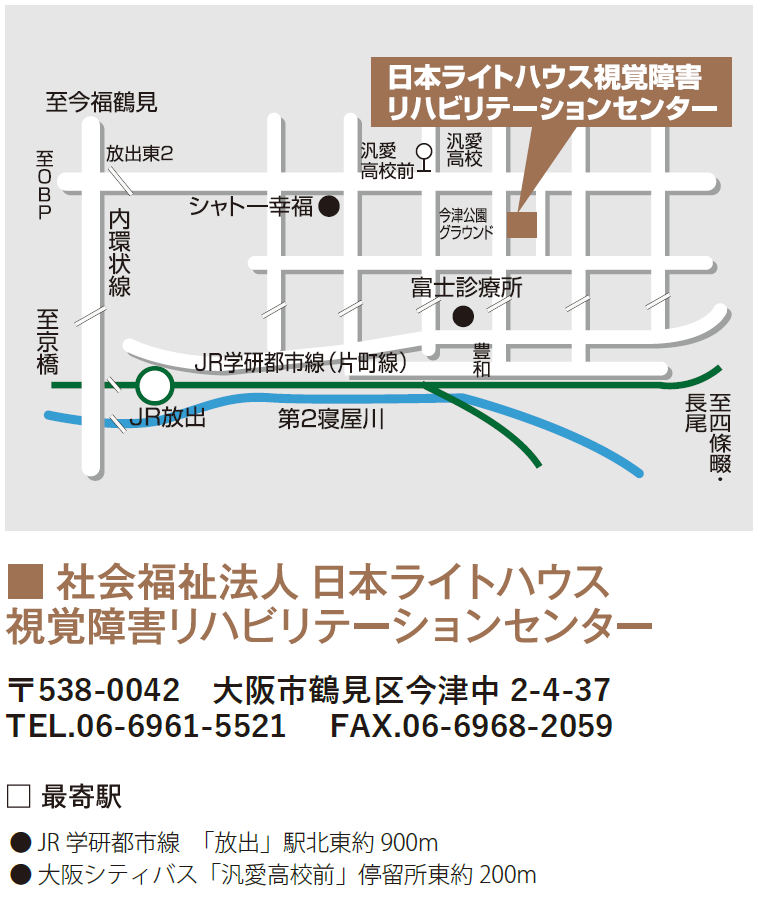 日本ライトハウス視覚障害
リハビリテーションセンター
至今福鶴見
放出東2
至OBP
汎愛
高校前
汎愛
高校
シャトー幸福
今津公園
グラウンド
内環状線
富士診療所
至京橋
豊和
JR学研都市線(片町線)
JR放出
第2寝屋川
至四條畷・
長尾
■ 社会福祉法人 日本ライトハウス
視覚障害リハビリテーションセンター
〒538-0042 大阪市鶴見区今津中 2-4-37
TEL.06-6961-5521 FAX.06-6968-2059
□ 最寄駅
● JR 学研都市線 「放出」駅北東約 900m
● 大阪シティバス「汎愛高校前」停留所東約 200m